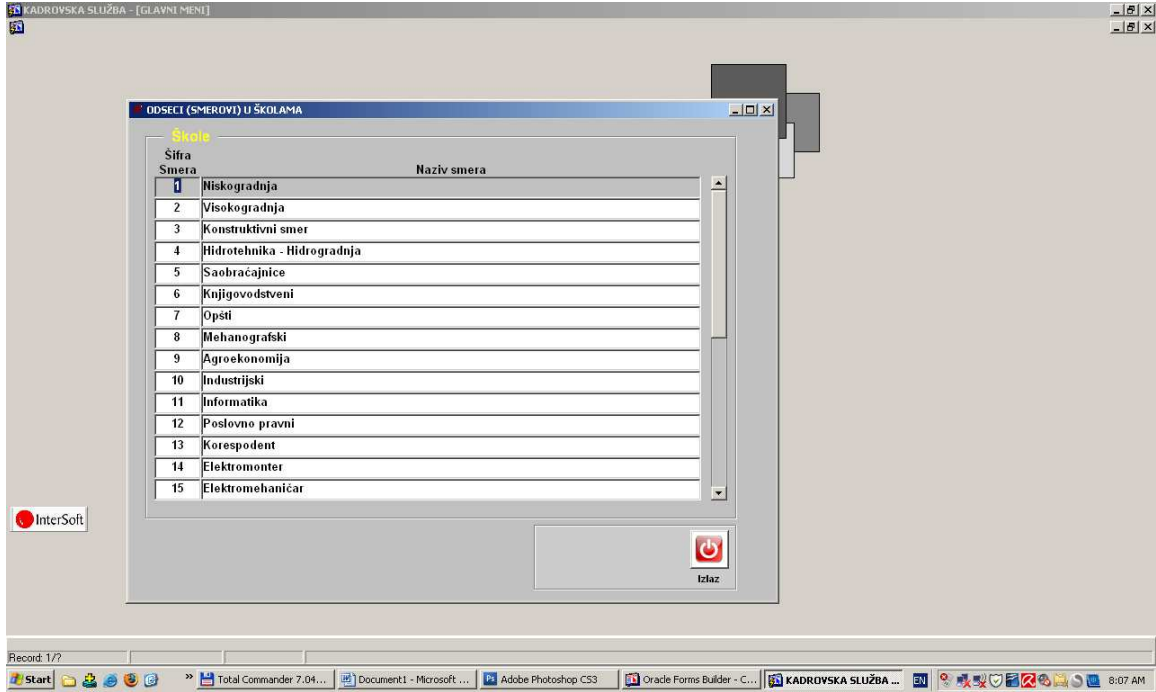 KADROVSKA SLUŽBA - [GLAVNI MENI]
ODSECI (SMEROVI) U ŠKOLAMA
Škole
Šifra
Smera Naziv smera
1 Niskogradnja
2 Visokogradnja
3 Konstruktivni smer
4 Hidrotehnika - Hidrogradnja
5 Saobraćajnice
6 Knjigovodstveni
7 Opšti
8 Mehanografski
9 Agroekonomija
10 Industrijski
11 Informatika
12 Poslovno pravni
13 Korespodent
14 Elektromonter
15 Elektromehaničar
InterSoft
Izlaz
Record: 1/?
Start » Total Commander 7.04... Document1 - Microsoft ... Adobe Photoshop CS3 Oracle Forms Builder - C... KADROVSKA SLUŽBA ... EN 8:07 AM